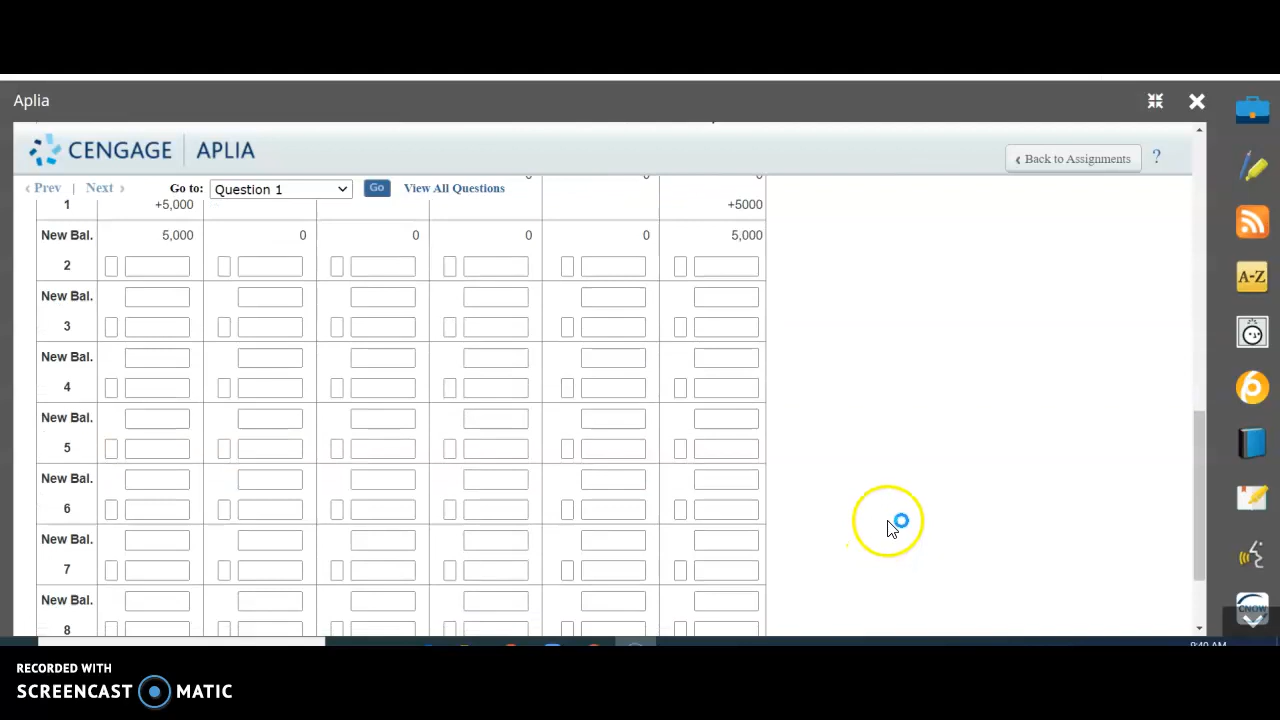 Aplia
CENGAGE APLIA
Back to Assignments ?
Prev | Next Go to: Question 1 Go View All Questions
1 +5,000 +5000
New Bal. 5,000 0 0 0 0 5,000
2
New Bal.
3
New Bal.
4
New Bal.
5
New Bal.
6
New Bal.
7
New Bal.
8
A-Z
CNOW
RECORDED WITH
SCREENCAST MATIC